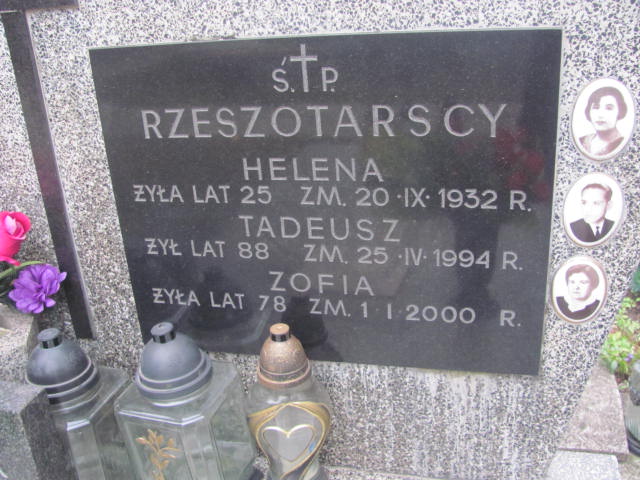 Ś.†P.
RZESZOTARSCY
HELENA
ŻYŁA LAT 25 ZM. 20·IX·1932 R.
TADEUSZ
ŻYŁ LAT 88 ZM. 25·IV·1994 R.
ZOFIA
ŻYŁA LAT 78 ZM. 1·I·2000 R.